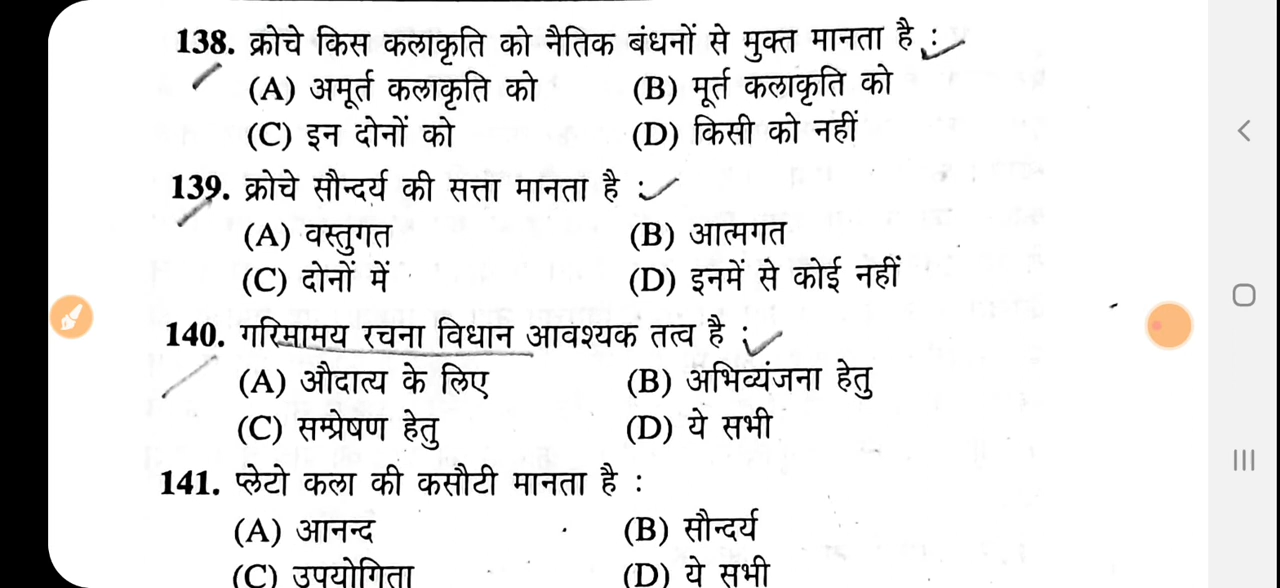 138. क्रोचे किस कलाकृति को नैतिक बंधनों से मुक्त मानता है :
(A) अमूर्त कलाकृति को (B) मूर्त कलाकृति को
(C) इन दोनों को (D) किसी को नहीं
139. क्रोचे सौन्दर्य की सत्ता मानता है :
(A) वस्तुगत (B) आत्मगत
(C) दोनों में (D) इनमें से कोई नहीं
140. गरिमामय रचना विधान आवश्यक तत्व है :
(A) औदात्य के लिए (B) अभिव्यंजना हेतु
(C) सम्प्रेषण हेतु (D) ये सभी
141. प्लेटो कला की कसौटी मानता है :
(A) आनन्द (B) सौन्दर्य
(C) उपयोगिता (D) ये सभी